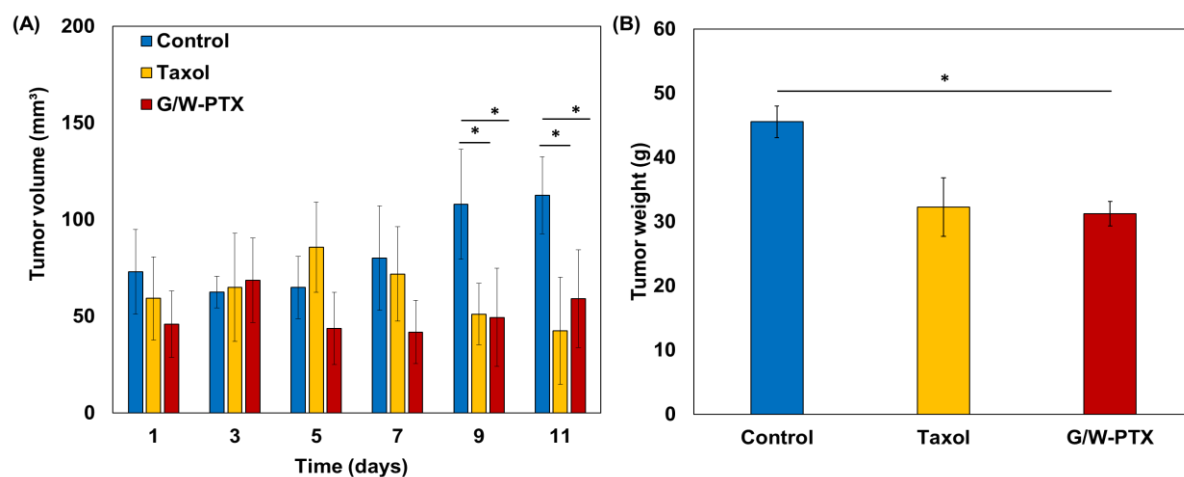 (A)
Tumor volume (mm³)
200
150
100
50
0
Control
Taxol
G/W-PTX
*
*
*
*
1 3 5 7 9 11
Time (days)
(B)
Tumor weight (g)
60
50
40
30
20
10
0
*
Control Taxol G/W-PTX